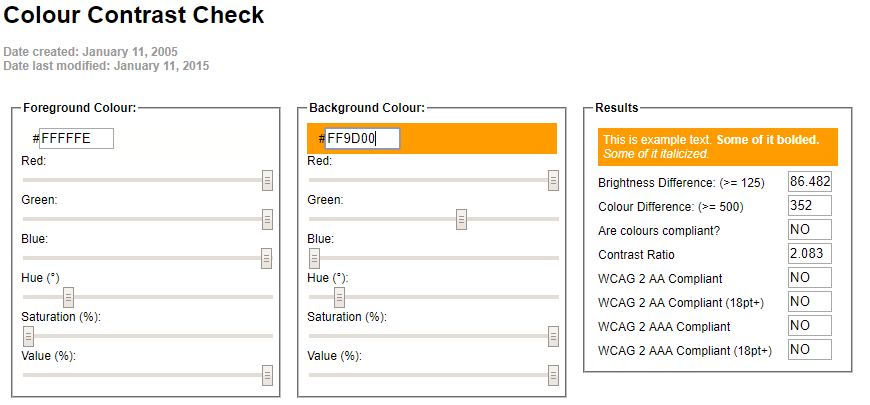 Colour Contrast Check
Date created: January 11, 2005
Date last modified: January 11, 2015
Foreground Colour:
#FFFFFE
Red:
Green:
Blue:
Hue (°)
Saturation (%):
Value (%):
Background Colour:
#FF9D00
Red:
Green:
Blue:
Hue (°):
Saturation (%):
Value (%):
Results
This is example text. Some of it bolded.
Some of it italicized.
Brightness Difference: (>= 125) 86.482
Colour Difference: (>= 500) 352
Are colours compliant? NO
Contrast Ratio 2.083
WCAG 2 AA Compliant NO
WCAG 2 AA Compliant (18pt+) NO
WCAG 2 AAA Compliant NO
WCAG 2 AAA Compliant (18pt+) NO